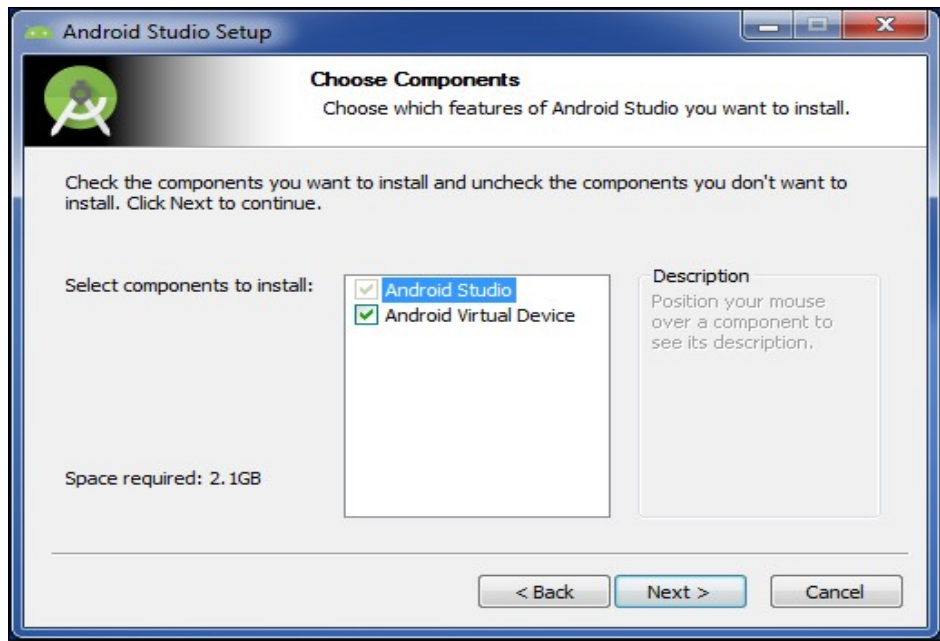 Android Studio Setup
Choose Components
Choose which features of Android Studio you want to install.
Check the components you want to install and uncheck the components you don't want to
install. Click Next to continue.
Select components to install:
Android Studio
Android Virtual Device
Description
Position your mouse
over a component to
see its description.
Space required: 2.1GB
< Back
Next >
Cancel